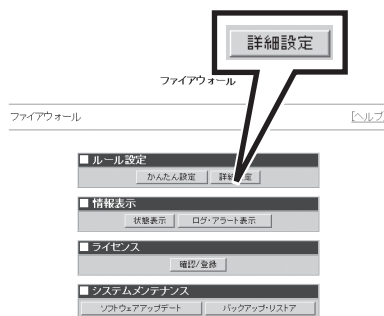 詳細設定
ファイアウォール
ファイアウォール [ヘルプ
■ ルール設定
かんたん設定 詳細設定
■ 情報表示
状態表示 ログ・アラート表示
■ ライセンス
確認/登録
■ システムメンテナンス
ソフトウェアアップデート バックアップ・リストア